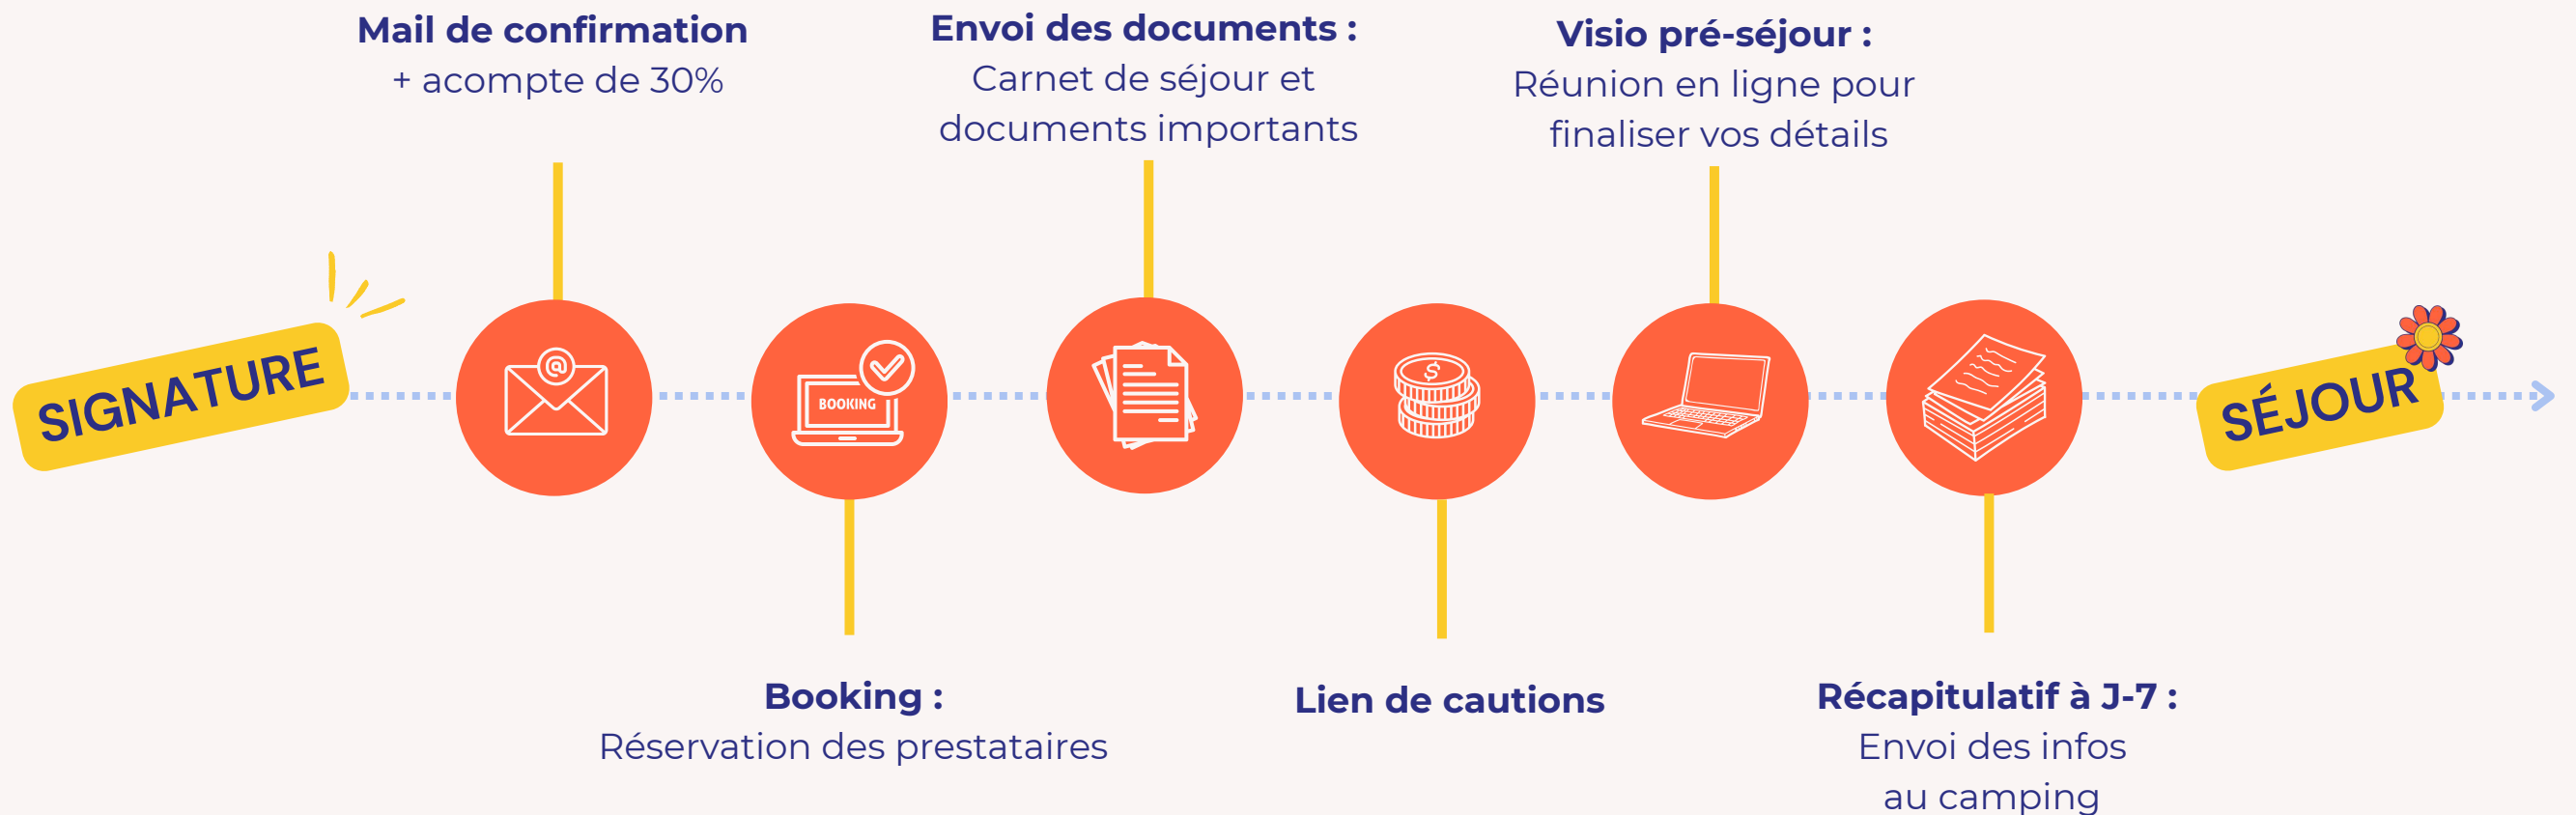 SIGNATURE
Mail de confirmation
+ acompte de 30%
BOOKING
Booking :
Réservation des prestataires
Envoi des documents :
Carnet de séjour et
documents importants
$
Lien de cautions
Visio pré-séjour :
Réunion en ligne pour
finaliser vos détails
Récapitulatif à J-7 :
Envoi des infos
au camping
SÉJOUR